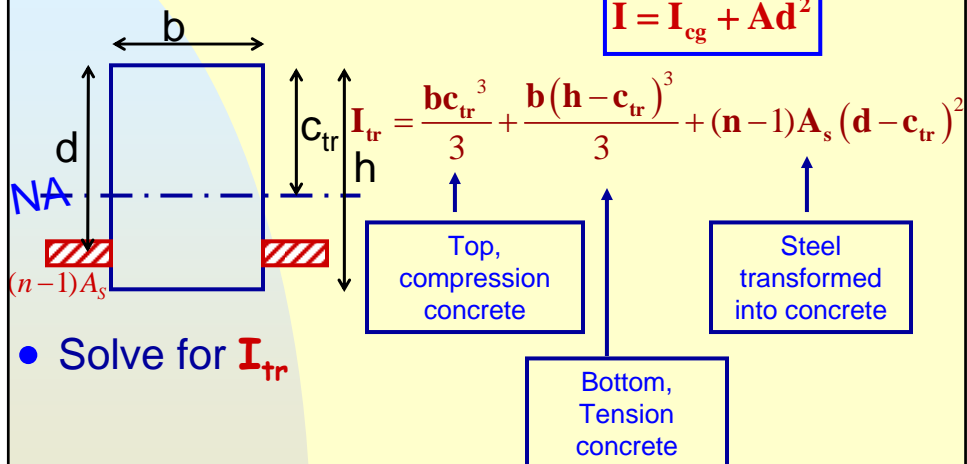 I = I_cg + Ad²
b
d
c_tr
h
NA
(n−1)A_s
I_tr = bc_tr³/3 + b(h−c_tr)³/3 + (n−1)A_s(d−c_tr)²
Top,
compression
concrete
Steel
transformed
into concrete
Bottom,
Tension
concrete
• Solve for I_tr